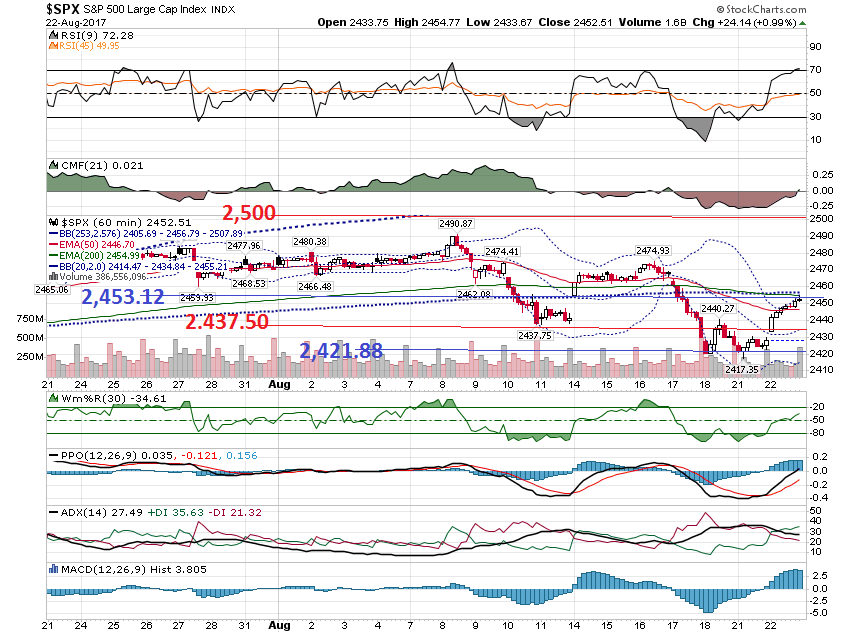 $SPX S&P 500 Large Cap Index INDX © StockCharts.com
22-Aug-2017 Open 2433.75 High 2454.77 Low 2433.67 Close 2452.51 Volume 1.6B Chg +24.14 (+0.99%)
RSI(9) 72.28
RSI(45) 49.95
90
70
50
30
10
CMF(21) 0.021
0.25
0.00
-0.25
$SPX (60 min) 2452.51
BB(253,2.576) 2405.69 - 2456.79 - 2507.89
EMA(50) 2446.70
EMA(200) 2454.99
BB(20,2.0) 2414.47 - 2434.84 - 2455.21
Volume 386,556,096
2,500
2,453.12
2.437.50
2,421.88
2465.06
2459.93
2477.96
2468.53
2480.38
2466.48
2490.87
2462.08
2474.41
2437.75
2474.93
2440.27
2417.35
2500
2490
2480
2470
2460
2450
2440
2430
2420
2410
750M
500M
250M
21 24 25 26 27 28 31 Aug 2 3 4 7 8 9 10 11 14 15 16 17 18 21 22
Wm%R(30) -34.61
-20
-50
-80
PPO(12,26,9) 0.035, -0.121, 0.156
0.2
0.0
-0.2
-0.4
ADX(14) 27.49 +DI 35.63 -DI 21.32
50
40
30
20
10
MACD(12,26,9) Hist 3.805
2.5
0.0
-2.5
-5.0
21 24 25 26 27 28 31 Aug 2 3 4 7 8 9 10 11 14 15 16 17 18 21 22